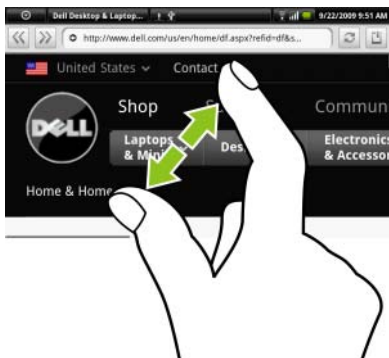 Dell Desktop & Laptop... 9/22/2009 9:51 AM
http://www.dell.com/us/en/home/df.aspx?refid=df&s...
United States Contact
DELL
Shop Commun
Laptops Electronics
& Accessor
Home & Home